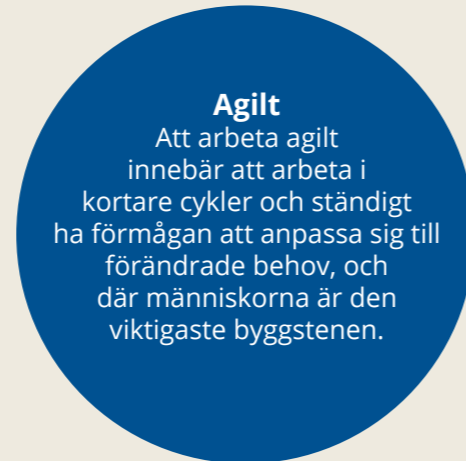 Agilt
Att arbeta agilt
innebär att arbeta i
kortare cykler och ständigt
ha förmågan att anpassa sig till
förändrade behov, och
där människorna är den
viktigaste byggstenen.